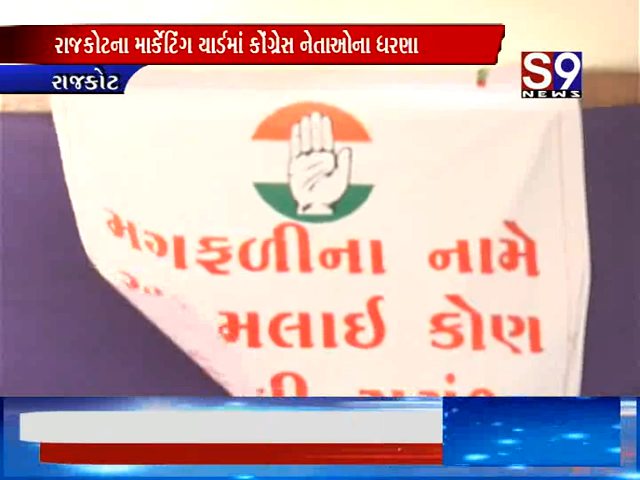 રાજકોટના માર્કેટિંગ યાર્ડમાં કોંગ્રેસ નેતાઓના ધરણા
રાજકોટ
S9
NEWS
મગફળીના નામે
મલાઈ કોણ